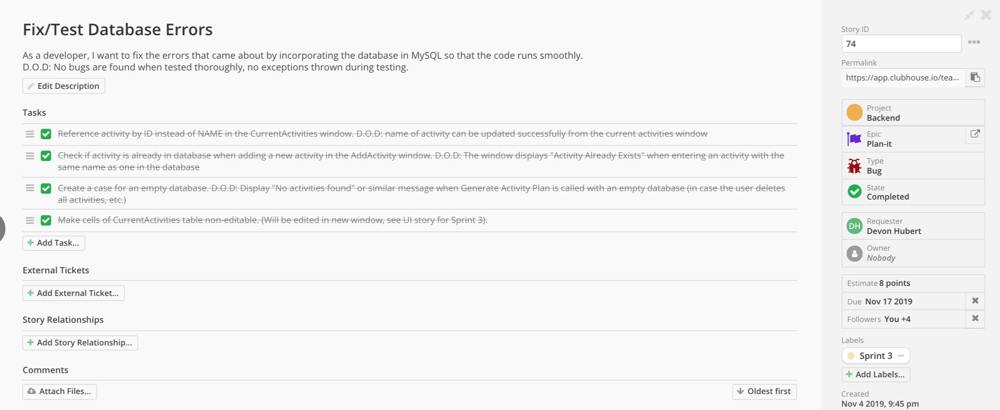 Fix/Test Database Errors
As a developer, I want to fix the errors that came about by incorporating the database in MySQL so that the code runs smoothly.
D.O.D: No bugs are found when tested thoroughly, no exceptions thrown during testing.
Edit Description
Tasks
Reference activity by ID instead of NAME in the CurrentActivities window. D.O.D: name of activity can be updated successfully from the current activities window
Check if activity is already in database when adding a new activity in the AddActivity window. D.O.D: The window displays "Activity Already Exists" when entering an activity with the
same name as one in the database
Create a case for an empty database. D.O.D: Display "No activities found" or similar message when Generate Activity Plan is called with an empty database (in case the user deletes
all activities, etc.)
Make cells of CurrentActivities table non-editable. (Will be edited in new window, see UI story for Sprint 3).
Add Task...
External Tickets
Add External Ticket...
Story Relationships
Add Story Relationship...
Comments
Attach Files...
Oldest first
Story ID
74
Permalink
https://app.clubhouse.io/tea...
Project
Backend
Epic
Plan-it
Type
Bug
State
Completed
DH
Requester
Devon Hubert
Owner
Nobody
Estimate 8 points
Due Nov 17 2019
Followers You +4
Labels
Sprint 3
Add Labels...
Created
Nov 4 2019, 9:45 pm